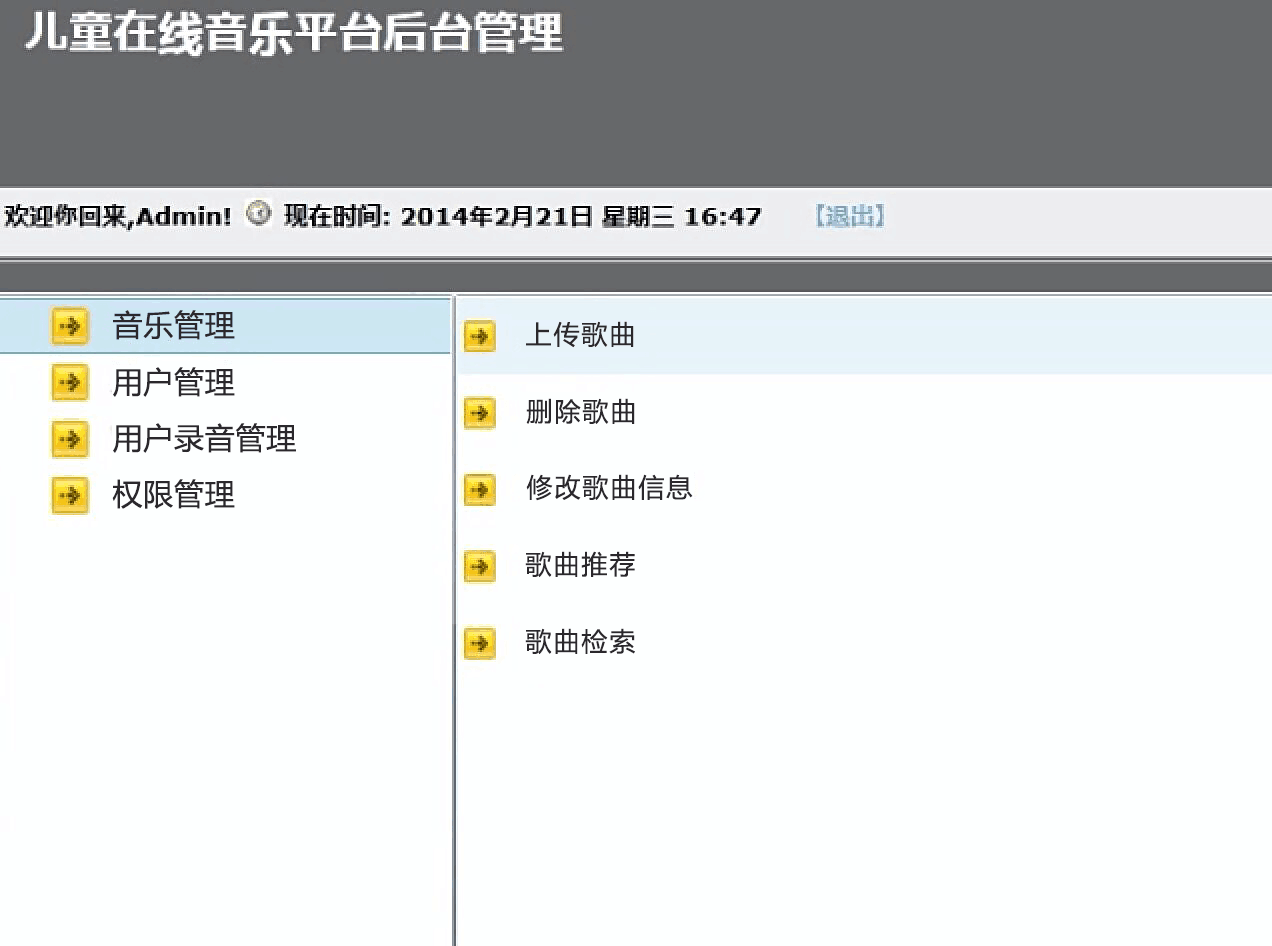 儿童在线音乐平台后台管理
欢迎你回来,Admin! 现在时间: 2014年2月21日 星期三 16:47 【退出】
音乐管理
用户管理
用户录音管理
权限管理
上传歌曲
删除歌曲
修改歌曲信息
歌曲推荐
歌曲检索